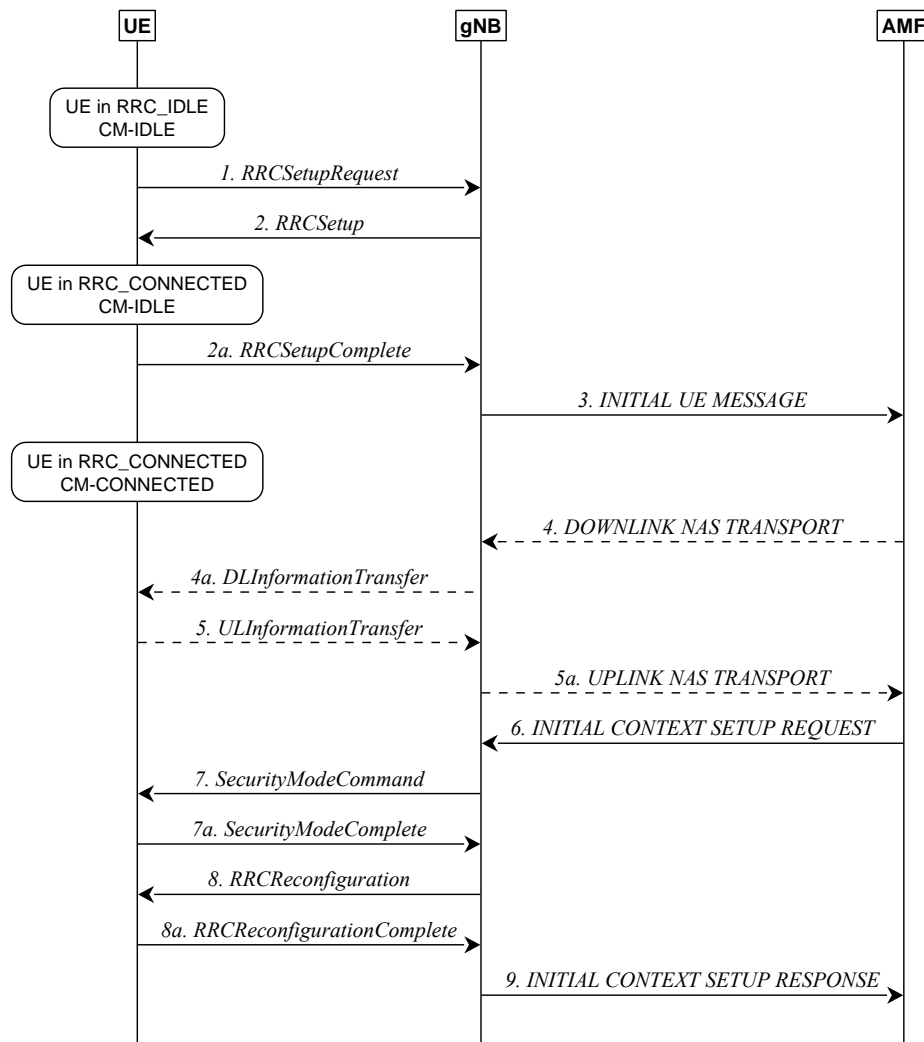 UE
gNB
AMF
UE in RRC_IDLE
CM-IDLE
1. RRCSetupRequest
2. RRCSetup
UE in RRC_CONNECTED
CM-IDLE
2a. RRCSetupComplete
3. INITIAL UE MESSAGE
UE in RRC_CONNECTED
CM-CONNECTED
4. DOWNLINK NAS TRANSPORT
4a. DLInformationTransfer
5. ULInformationTransfer
5a. UPLINK NAS TRANSPORT
6. INITIAL CONTEXT SETUP REQUEST
7. SecurityModeCommand
7a. SecurityModeComplete
8. RRCReconfiguration
8a. RRCReconfigurationComplete
9. INITIAL CONTEXT SETUP RESPONSE